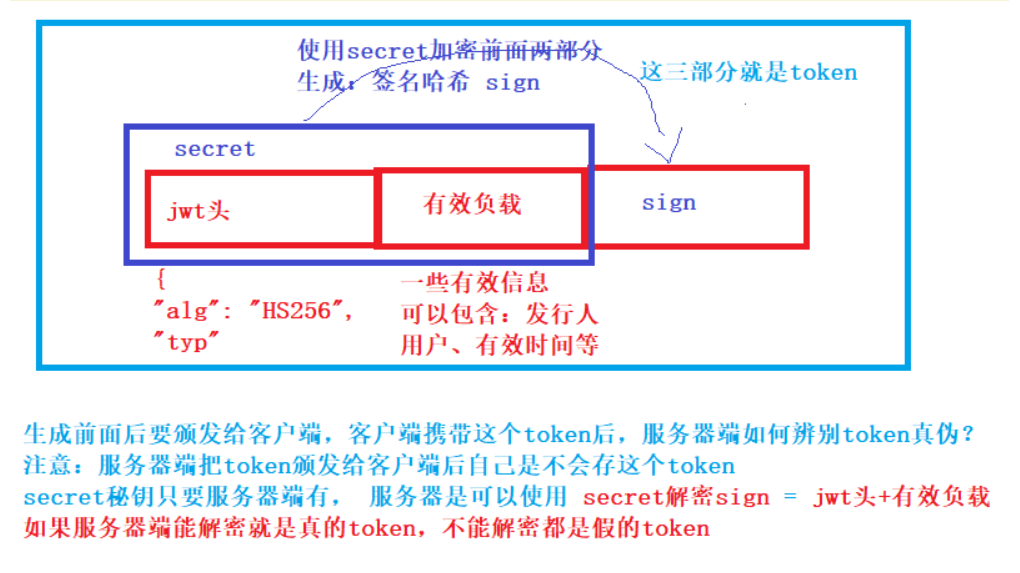 使用secret加密前面两部分
生成：签名哈希 sign
这三部分就是token
secret
jwt头
有效负载
sign
{
"alg": "HS256",
"typ"
一些有效信息
可以包含：发行人
用户、有效时间等
生成前面后要颁发给客户端，客户端携带这个token后，服务器端如何辨别token真伪？
注意：服务器端把token颁发给客户端后自己是不会存这个token
secret秘钥只要服务器端有， 服务器是可以使用 secret解密sign = jwt头+有效负载
如果服务器端能解密就是真的token，不能解密都是假的token